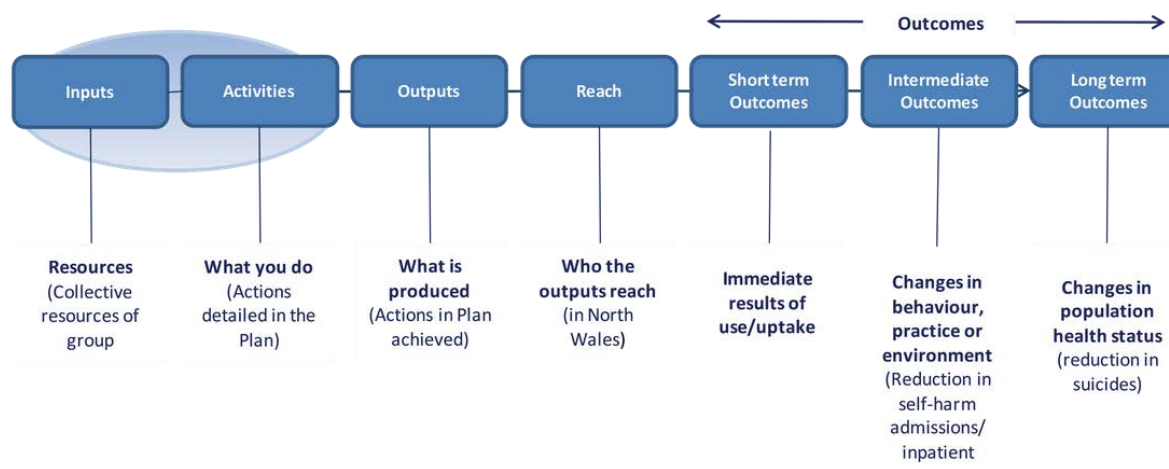 Outcomes
Inputs
Activities
Outputs
Reach
Short term
Outcomes
Intermediate
Outcomes
Long term
Outcomes
Resources
(Collective
resources of
group
What you do
(Actions
detailed in the
Plan)
What is
produced
(Actions in Plan
achieved)
Who the
outputs reach
(in North
Wales)
Immediate
results of
use/uptake
Changes in
behaviour,
practice or
environment
(Reduction in
self-harm
admissions/
inpatient
Changes in
population
health status
(reduction in
suicides)